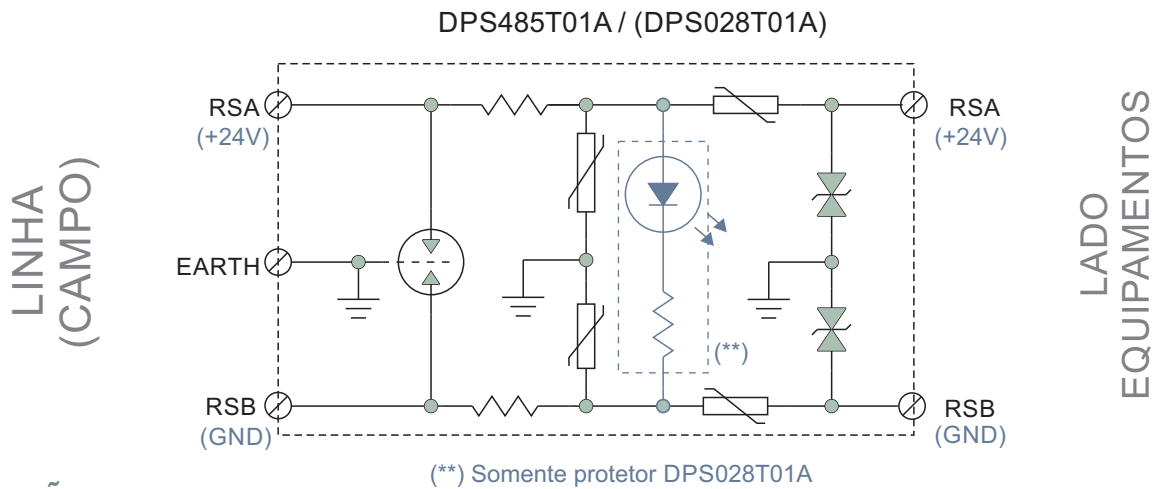 DPS485T01A / (DPS028T01A)
LINHA
(CAMPO)
RSA
(+24V)
EARTH
RSB
(GND)
(**)
RSA
(+24V)
RSB
(GND)
LADO
EQUIPAMENTOS
(**) Somente protetor DPS028T01A